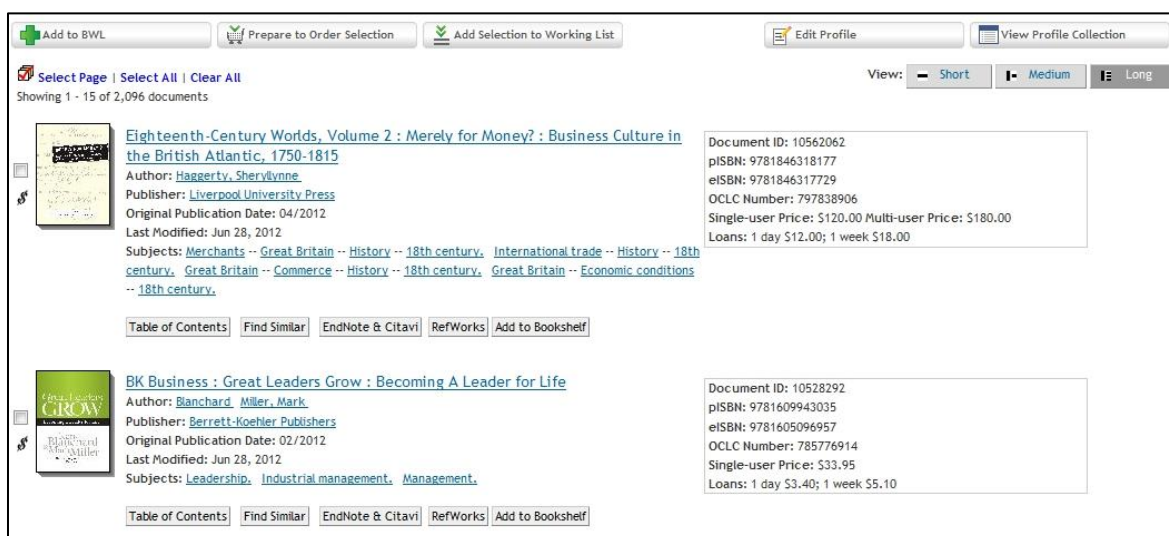 Add to BWL
Prepare to Order Selection
Add Selection to Working List
Edit Profile
View Profile Collection
Select Page | Select All | Clear All
View:
Short
Medium
Long
Showing 1 - 15 of 2,096 documents
Eighteenth-Century Worlds, Volume 2 : Merely for Money? : Business Culture in
the British Atlantic, 1750-1815
Author: Haggerty, Sheryllynne
Publisher: Liverpool University Press
Original Publication Date: 04/2012
Last Modified: Jun 28, 2012
Subjects: Merchants -- Great Britain -- History -- 18th century. International trade -- History -- 18th
century. Great Britain -- Commerce -- History -- 18th century. Great Britain -- Economic conditions
-- 18th century.
Document ID: 10562062
pISBN: 9781846318177
eISBN: 9781846317729
OCLC Number: 797838906
Single-user Price: $120.00 Multi-user Price: $180.00
Loans: 1 day $12.00; 1 week $18.00
Table of Contents
Find Similar
EndNote & Citavi
RefWorks
Add to Bookshelf
Great Leaders
GROW
Blanchard
Miller
BK Business : Great Leaders Grow : Becoming A Leader for Life
Author: Blanchard Miller, Mark
Publisher: Berrett-Koehler Publishers
Original Publication Date: 02/2012
Last Modified: Jun 28, 2012
Subjects: Leadership. Industrial management. Management.
Document ID: 10528292
pISBN: 9781609943035
eISBN: 9781605096957
OCLC Number: 785776914
Single-user Price: $33.95
Loans: 1 day $3.40; 1 week $5.10
Table of Contents
Find Similar
EndNote & Citavi
RefWorks
Add to Bookshelf